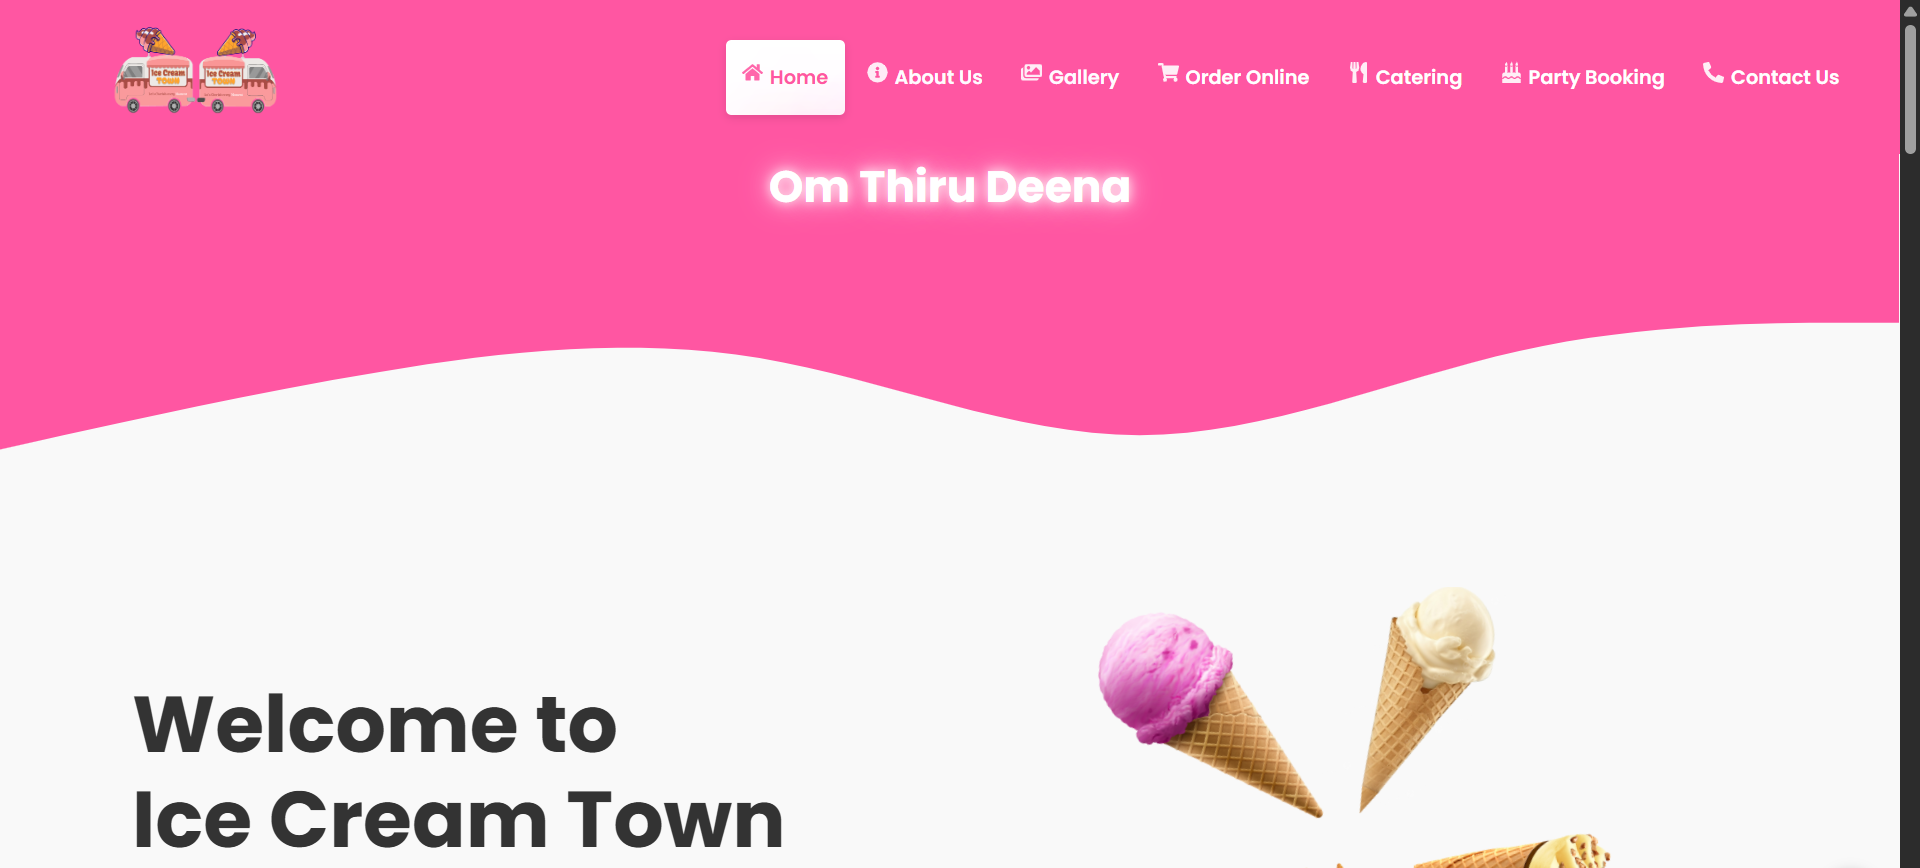 Ice Cream
TOWN
Ice Cream
TOWN
Home
About Us
Gallery
Order Online
Catering
Party Booking
Contact Us
Om Thiru Deena
Welcome to
Ice Cream Town